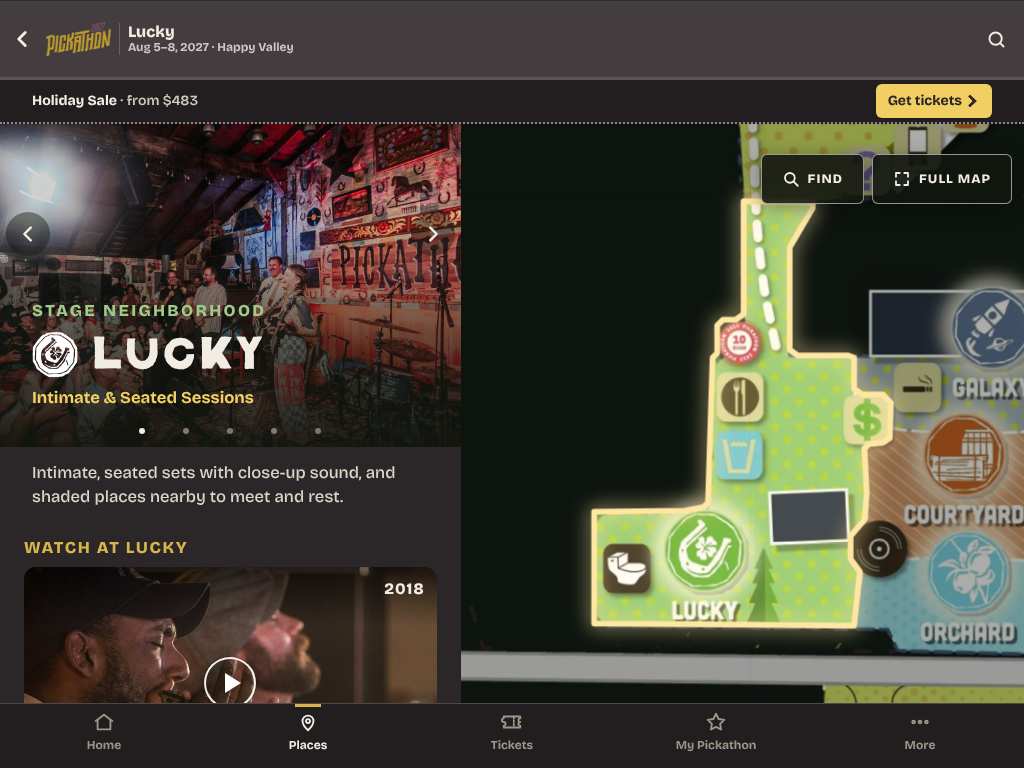 PICKATHON
Lucky
Aug 5–8, 2027 · Happy Valley
Holiday Sale · from $483
Get tickets
FIND
FULL MAP
PICKATH
STAGE NEIGHBORHOOD
LUCKY
Intimate & Seated Sessions
Intimate, seated sets with close-up sound, and
shaded places nearby to meet and rest.
WATCH AT LUCKY
2018
10
$
GALAXY
COURTYARD
LUCKY
ORCHARD
Home
Places
Tickets
My Pickathon
More